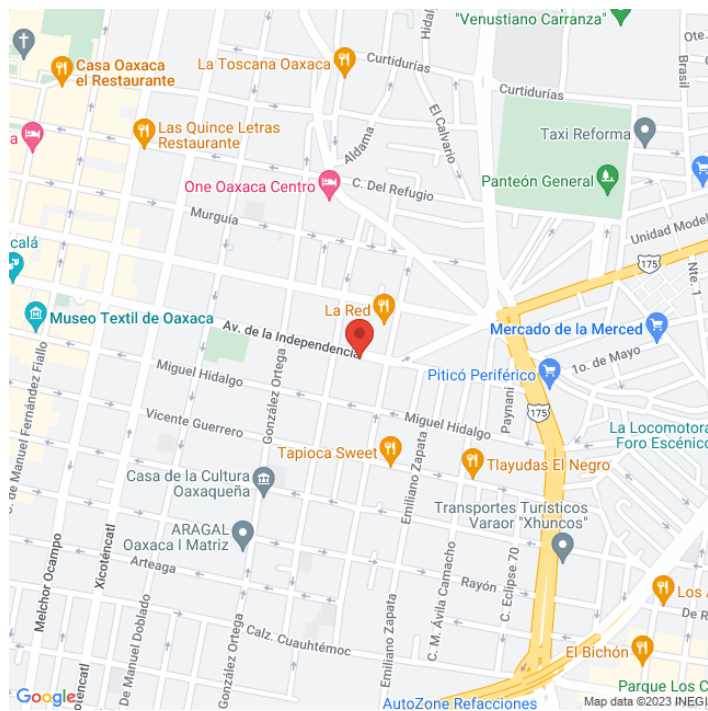 "Venustiano Carranza"
Hidalgo
Ote.
Brasil
Casa Oaxaca
el Restaurante
La Toscana Oaxaca
Curtidurías
Curtidurías
El Calvario
Taxi Reforma
Las Quince Letras
Restaurante
Aldama
C. Del Refugio
Panteón General
One Oaxaca Centro
Murguía
Unidad Model
175
Nte. 1
calá
La Red
Museo Textil de Oaxaca
Av. de la Independencia
Mercado de la Merced
1o. de Mayo
Piticó Periférico
175
Miguel Hidalgo
Miguel Hidalgo
González Ortega
Paynani
C. de Manuel Fernández Fiallo
Vicente Guerrero
La Locomotora
Foro Escénico
Tapioca Sweet
Emiliano Zapata
Tlayudas El Negro
Casa de la Cultura
Oaxaqueña
Transportes Turísticos
Varaor "Xhuncos"
ARAGAL
Oaxaca I Matriz
Xicoténcatl
Melchor Ocampo
Arteaga
Rayón
C. M. Ávila Camacho
C. Eclipse 70
Los A
De R
De Manuel Doblado
González Ortega
Calz. Cuauhtémoc
Emiliano Zapata
El Bichón
Parque Los C
AutoZone Refacciones
Google
Map data ©2023 INEGI